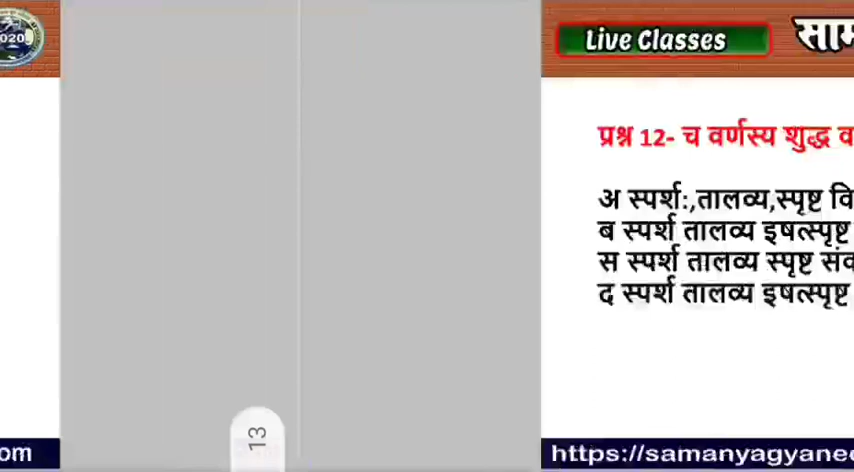 2020
Live Classes
प्रश्न 12- च वर्णस्य शुद्ध
अ स्पर्श:,तालव्य,स्पृष्ट वि
ब स्पर्श तालव्य इषत्स्पृष्ट
स स्पर्श तालव्य स्पृष्ट
द स्पर्श तालव्य इषत्स्पृष्ट
13
om
https://samanyagyaned